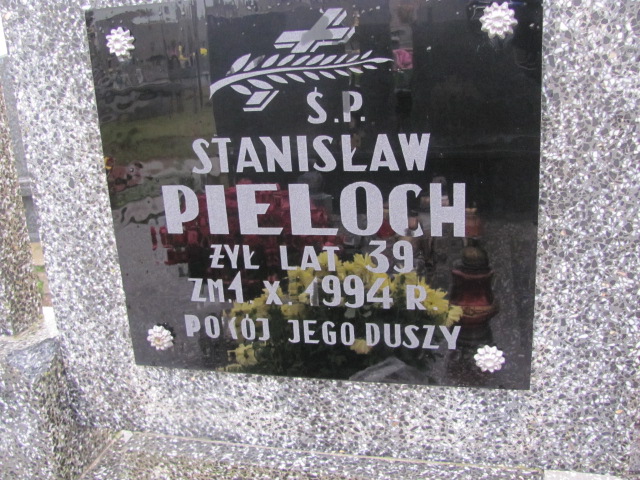 Ś.P.
STANISŁAW
PIELOCH
ŻYŁ LAT 39
ZM.1.X.1994 R
POKÓJ JEGO DUSZY